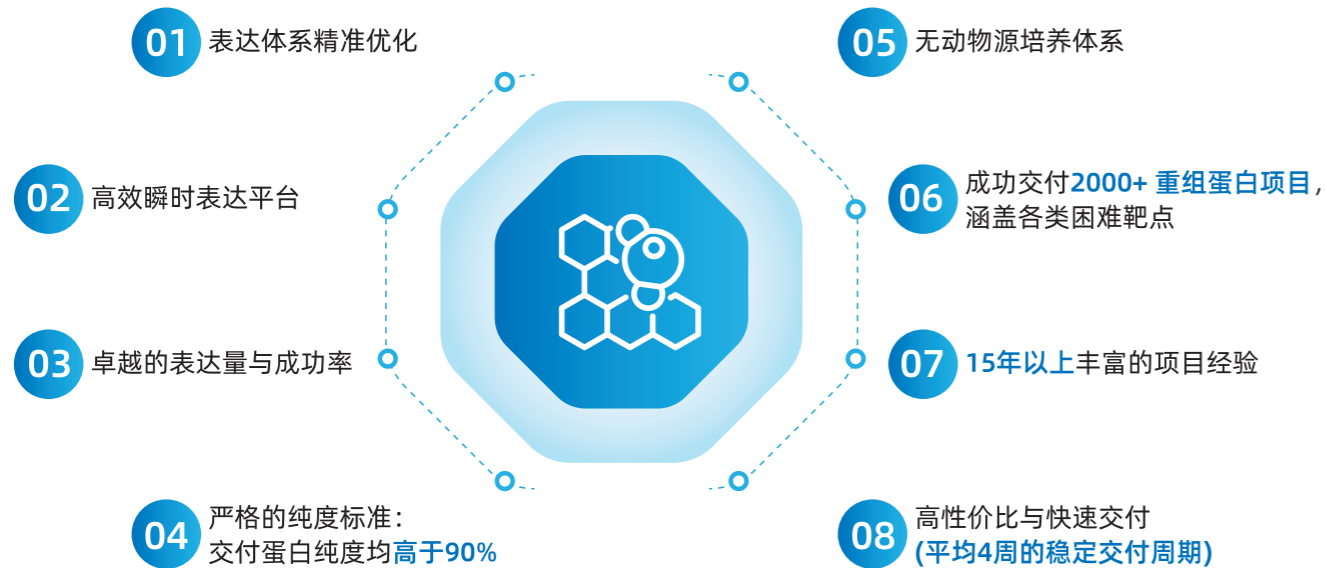 01 表达体系精准优化
02 高效瞬时表达平台
03 卓越的表达量与成功率
04 严格的纯度标准：
交付蛋白纯度均高于90%
05 无动物源培养体系
06 成功交付2000+ 重组蛋白项目，
涵盖各类困难靶点
07 15年以上丰富的项目经验
08 高性价比与快速交付
(平均4周的稳定交付周期)